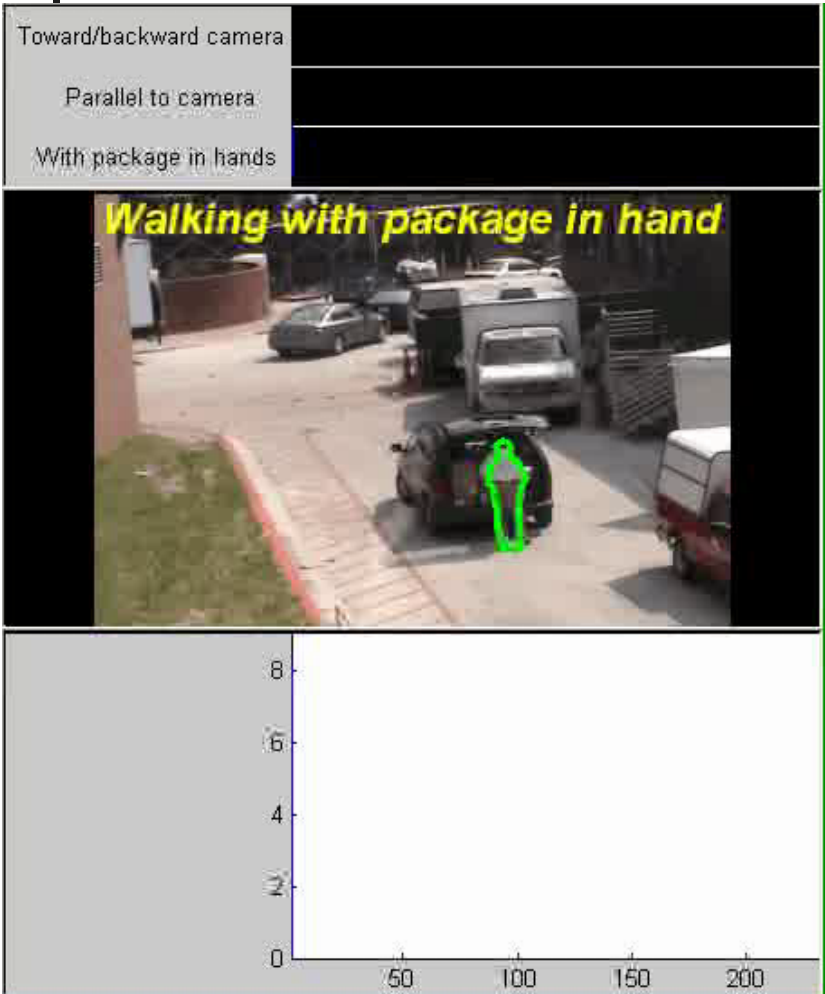 Toward/backward camera
Parallel to camera
With package in hands
Walking with package in hand
8
6
4
2
0
50
100
150
200